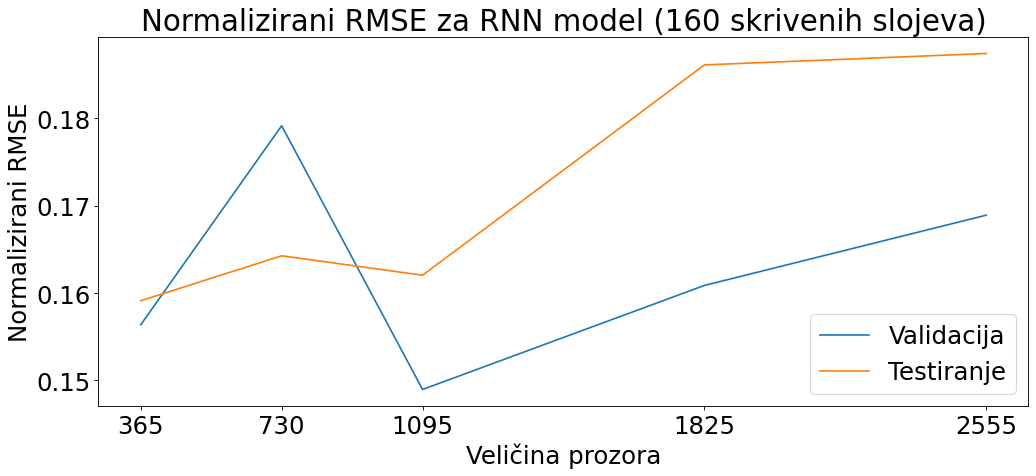 Normalizirani RMSE za RNN model (160 skrivenih slojeva)
Normalizirani RMSE
0.18
0.17
0.16
0.15
Validacija
Testiranje
365 730 1095 1825 2555
Veličina prozora